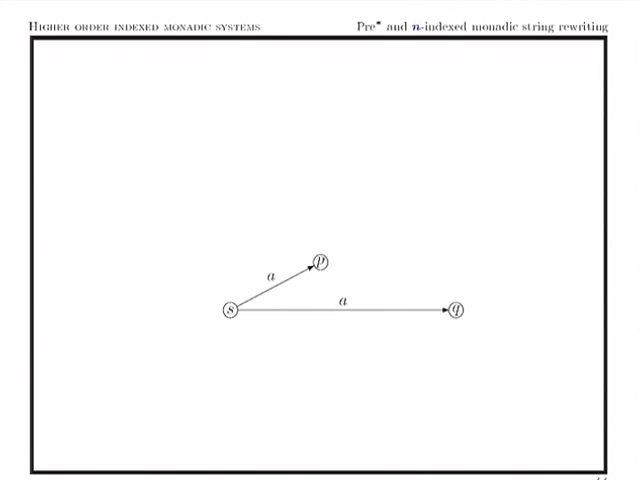 Higher order indexed monadic systems
Pre* and n-indexed monadic string rewriting
p
a
a
s
q